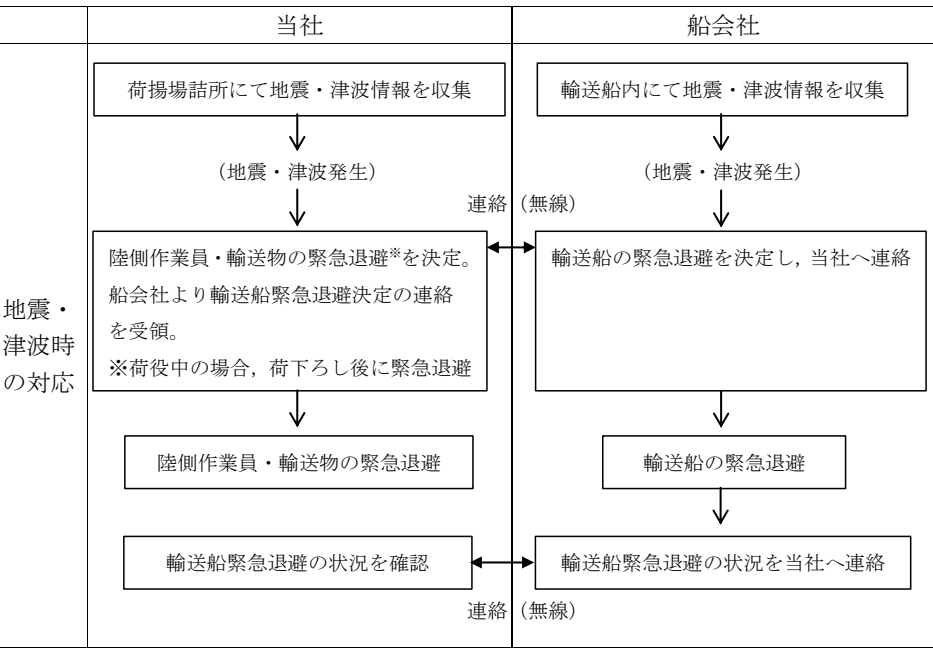 当社
船会社
地震・
津波時
の対応
荷揚場詰所にて地震・津波情報を収集
(地震・津波発生)
陸側作業員・輸送物の緊急退避※を決定。
船会社より輸送船緊急退避決定の連絡
を受領。
※荷役中の場合，荷下ろし後に緊急退避
陸側作業員・輸送物の緊急退避
輸送船緊急退避の状況を確認
連絡（無線）
連絡（無線）
輸送船内にて地震・津波情報を収集
(地震・津波発生)
輸送船の緊急退避を決定し，当社へ連絡
輸送船の緊急退避
輸送船緊急退避の状況を当社へ連絡